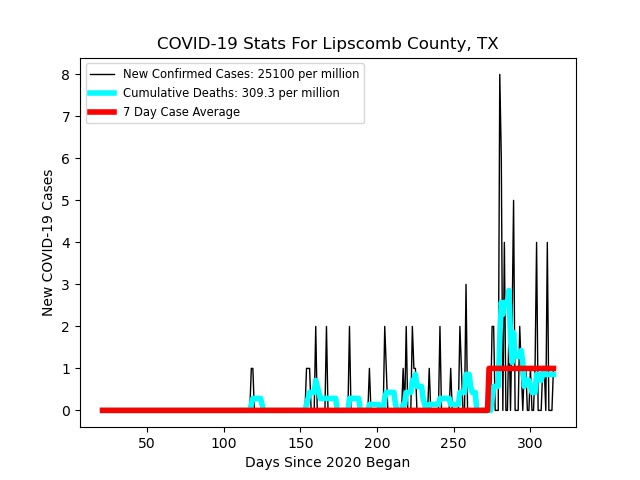 COVID-19 Stats For Lipscomb County, TX
New Confirmed Cases: 25100 per million
Cumulative Deaths: 309.3 per million
7 Day Case Average
New COVID-19 Cases
8
7
6
5
4
3
2
1
0
50 100 150 200 250 300
Days Since 2020 Began